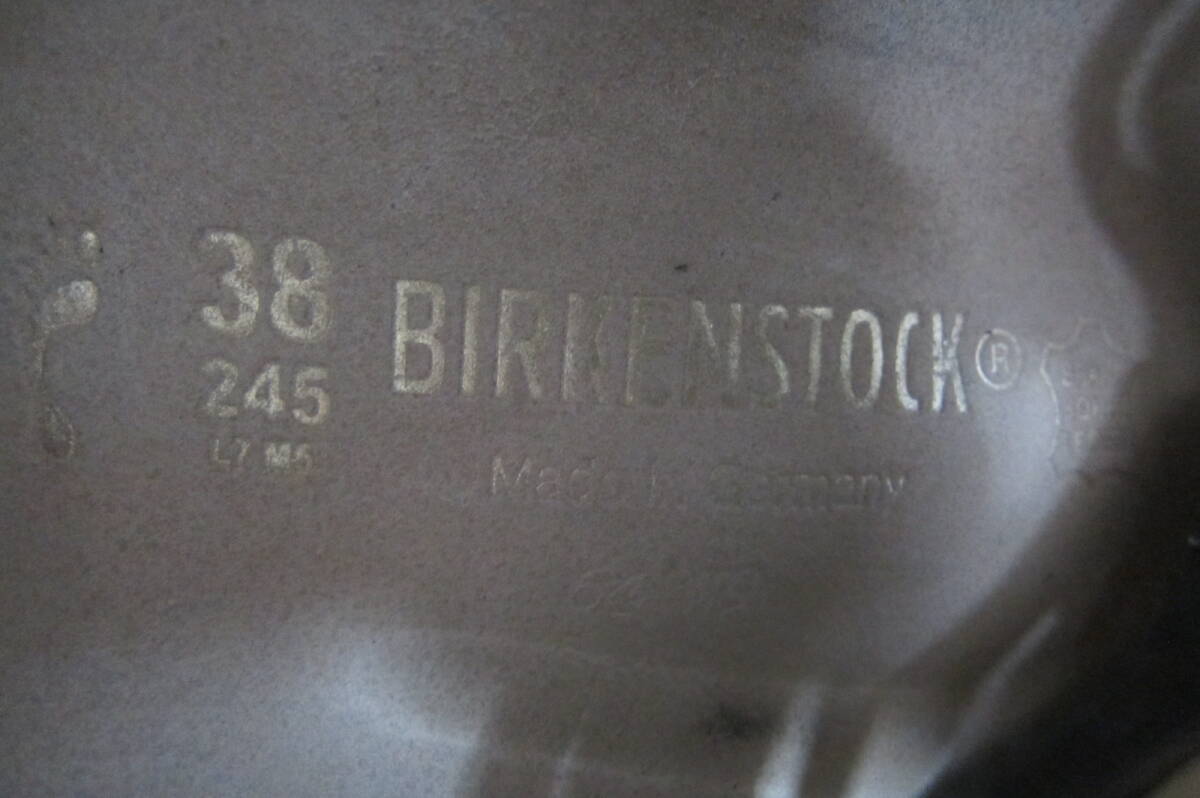 38
245
L7 M5
BIRKENSTOCK®
Made in Germany